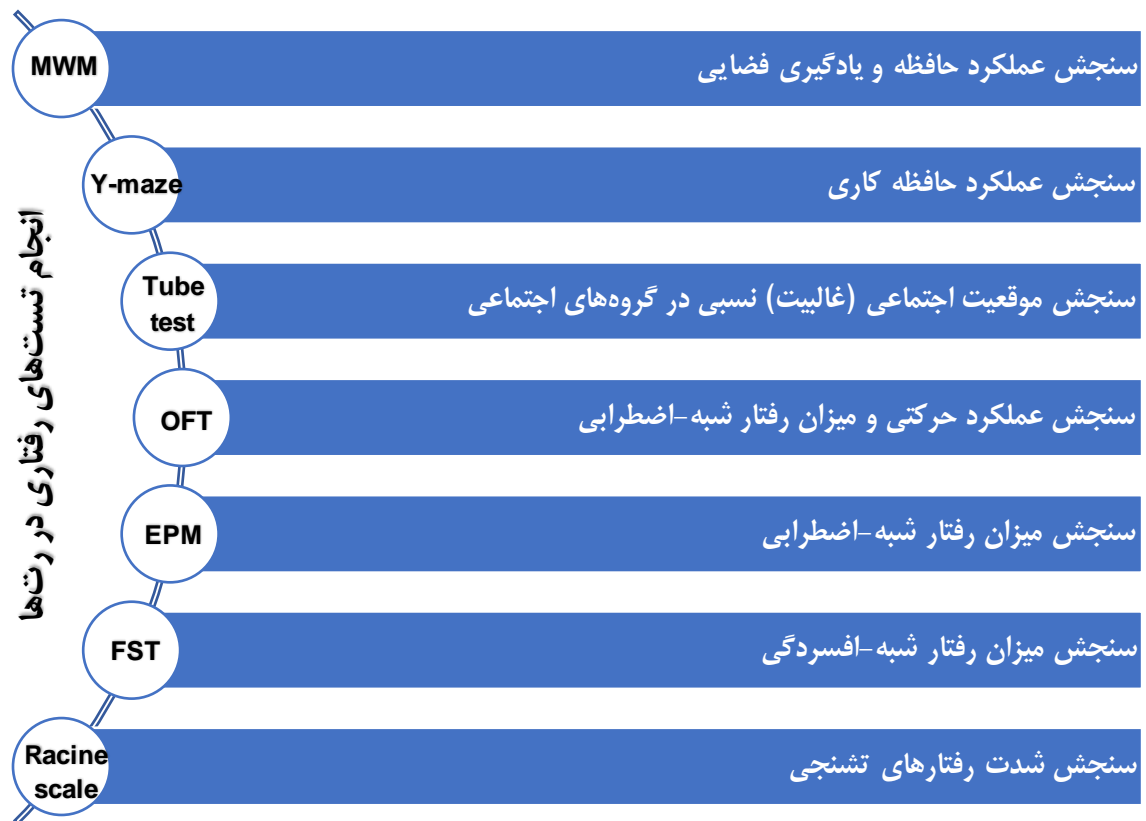 انجام تست‌های رفتاری در رت‌ها
MWM
سنجش عملکرد حافظه و یادگیری فضایی
Y-maze
سنجش عملکرد حافظه کاری
Tube
test
سنجش موقعیت اجتماعی (غالبیت) نسبی در گروه‌های اجتماعی
OFT
سنجش عملکرد حرکتی و میزان رفتار شبه-اضطرابی
EPM
سنجش میزان رفتار شبه-اضطرابی
FST
سنجش میزان رفتار شبه-افسردگی
Racine
scale
سنجش شدت رفتارهای تشنجی